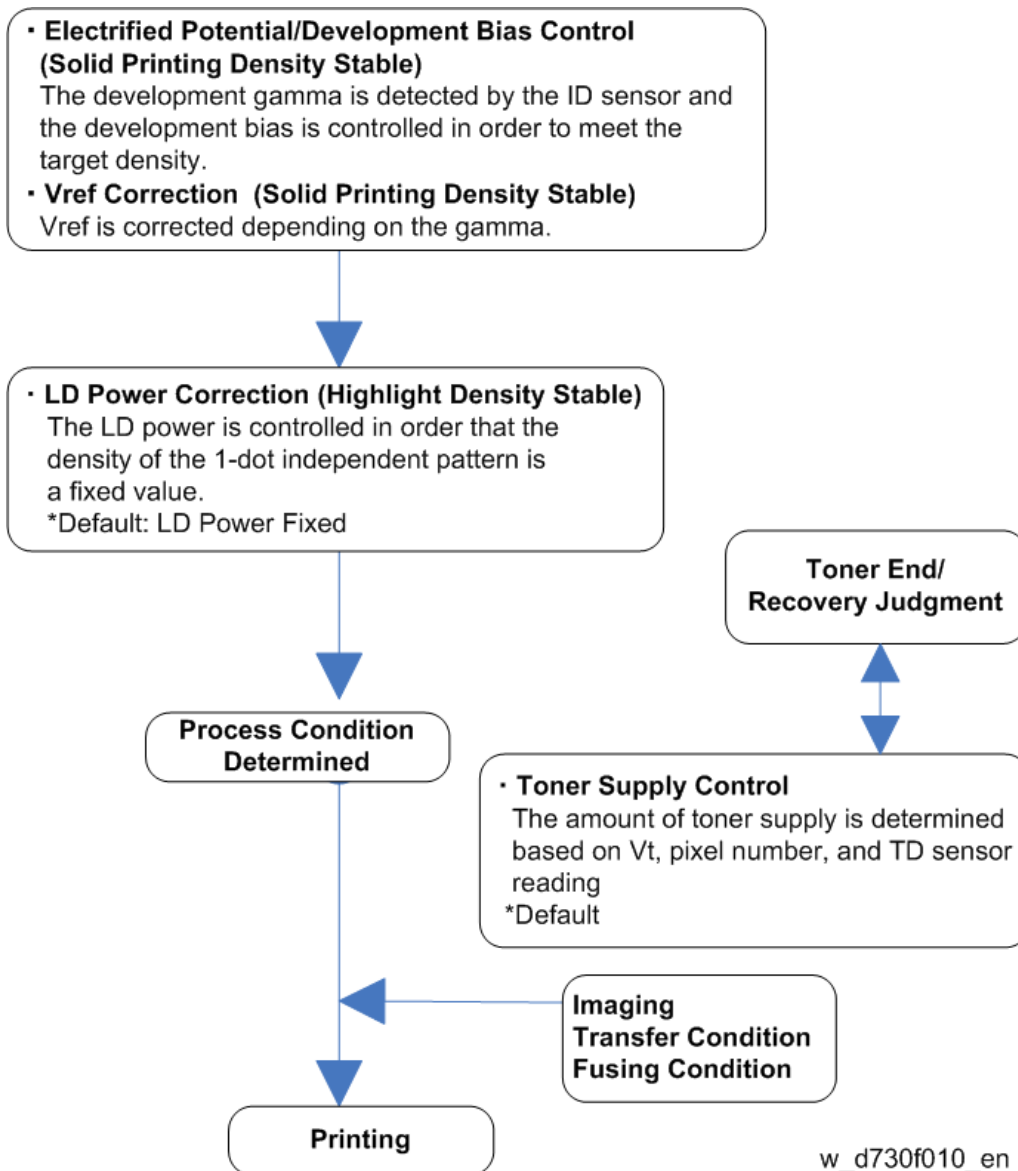 · Electrified Potential/Development Bias Control
(Solid Printing Density Stable)
The development gamma is detected by the ID sensor and
the development bias is controlled in order to meet the
target density.
· Vref Correction (Solid Printing Density Stable)
Vref is corrected depending on the gamma.
· LD Power Correction (Highlight Density Stable)
The LD power is controlled in order that the
density of the 1-dot independent pattern is
a fixed value.
*Default: LD Power Fixed
Toner End/
Recovery Judgment
Process Condition
Determined
· Toner Supply Control
The amount of toner supply is determined
based on Vt, pixel number, and TD sensor
reading
*Default
Imaging
Transfer Condition
Fusing Condition
Printing
w_d730f010_en